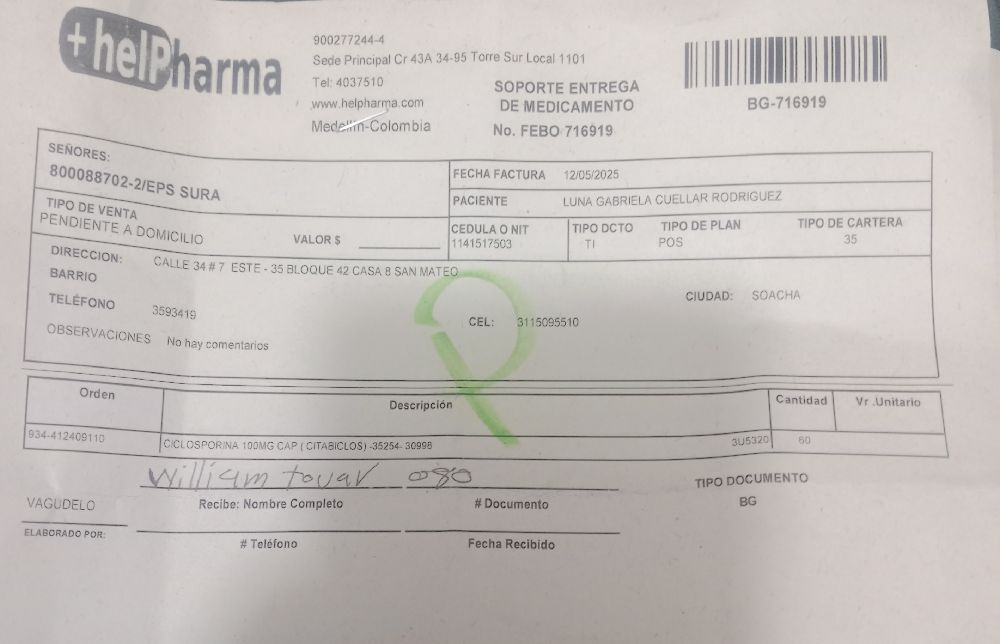 +helPharma
900277244-4
Sede Principal Cr 43A 34-95 Torre Sur Local 1101
Tel: 4037510
www.helpharma.com
Medellin-Colombia
SOPORTE ENTREGA
DE MEDICAMENTO
No. FEBO 716919
BG-716919
SEÑORES:
800088702-2/EPS SURA
FECHA FACTURA 12/05/2025
PACIENTE LUNA GABRIELA CUELLAR RODRIGUEZ
TIPO DE VENTA
PENDIENTE A DOMICILIO VALOR $
CEDULA O NIT TIPO DCTO TIPO DE PLAN TIPO DE CARTERA
1141517503 TI POS 35
DIRECCION: CALLE 34 # 7 ESTE - 35 BLOQUE 42 CASA 8 SAN MATEO
BARRIO CIUDAD: SOACHA
TELÉFONO 3593419 CEL: 3115095510
OBSERVACIONES No hay comentarios
Orden Descripción Cantidad Vr .Unitario
934-412409110 CICLOSPORINA 100MG CAP ( CITABICLOS) -35254- 30998 3U5320 60
William tovar 080
Recibe: Nombre Completo # Documento
TIPO DOCUMENTO
BG
VAGUDELO
ELABORADO POR:
# Teléfono Fecha Recibido